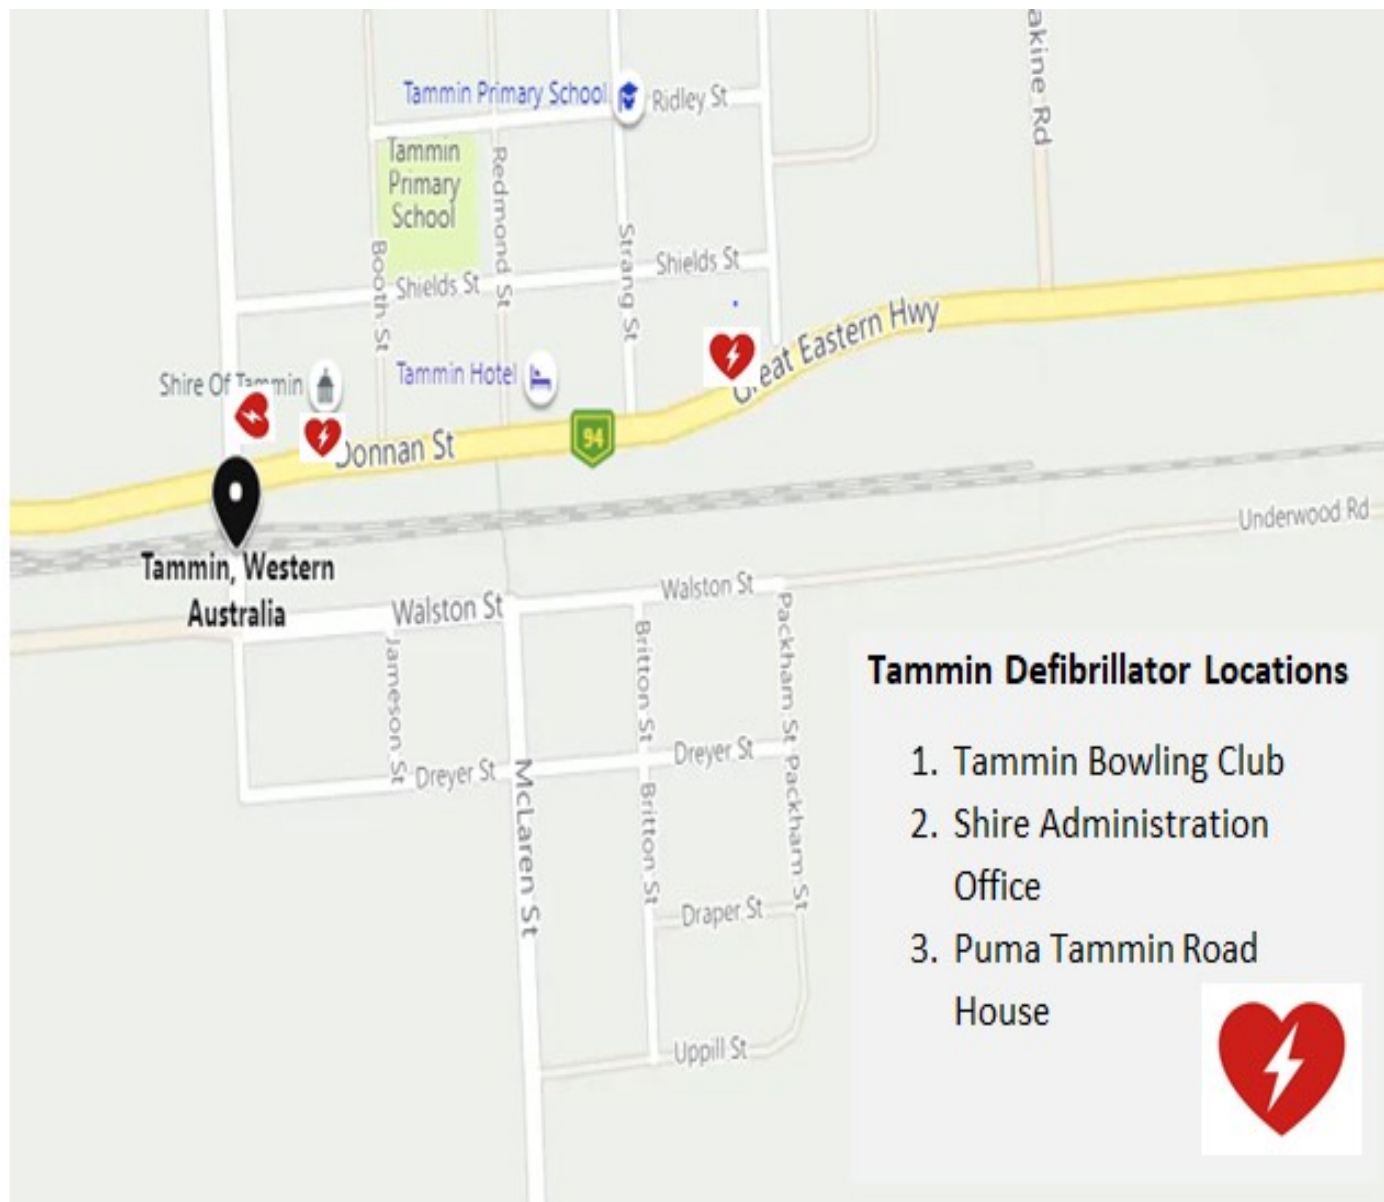 akine Rd
Tammin Primary School
Ridley St
Tammin
Primary
School
Redmond St
Booth St
Strang St
Shields St
Shields St
Great Eastern Hwy
Shire Of Tammin
Tammin Hotel
Donnan St
94
Underwood Rd
Tammin, Western
Australia
Walston St
Walston St
Jameson St
Britton St
Packham St
Dreyer St
Dreyer St
McLaren St
Britton St
Packham St
Draper St
Uppill St
Tammin Defibrillator Locations
1. Tammin Bowling Club
2. Shire Administration
Office
3. Puma Tammin Road
House